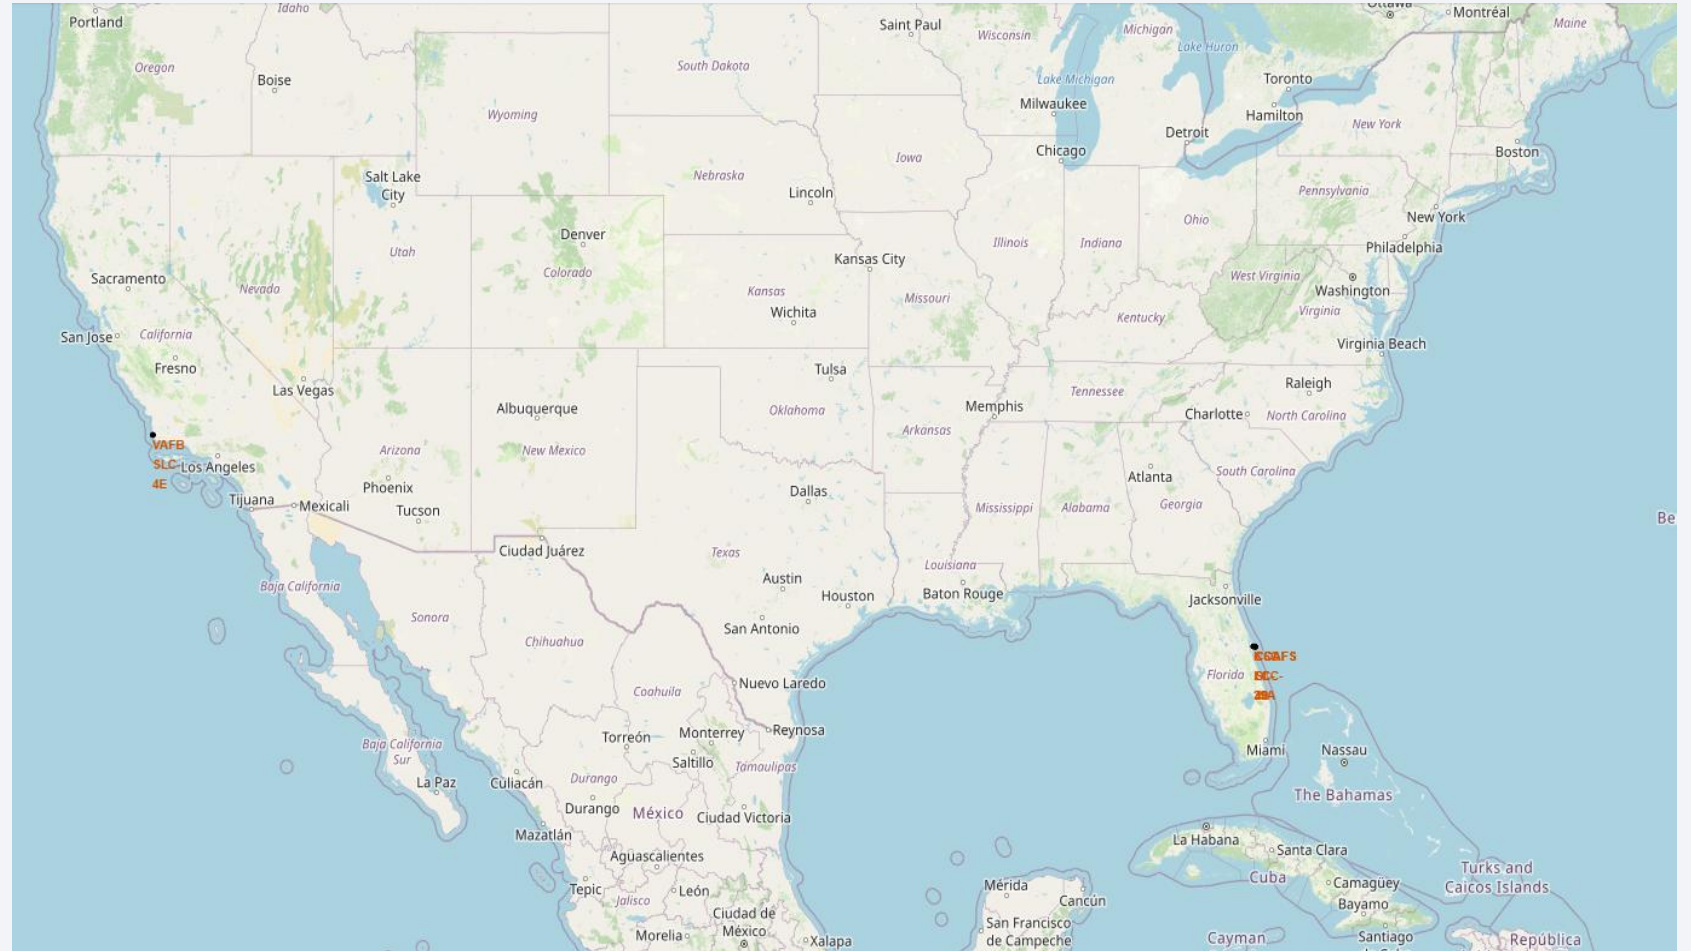 Idaho
Portland
Oregon
Boise
Wyoming
South Dakota
Saint Paul
Wisconsin
Michigan
Lake Huron
Lake Michigan
Milwaukee
Ottawa
Montréal
Maine
Toronto
Hamilton
Detroit
New York
Chicago
Boston
Iowa
Nebraska
Lincoln
Salt Lake
City
Pennsylvania
New York
Philadelphia
Ohio
Indiana
Illinois
Denver
Utah
Colorado
Kansas City
Sacramento
Nevada
Kansas
Missouri
Wichita
West Virginia
Washington
Virginia
Kentucky
San Jose
California
Fresno
Virginia Beach
Las Vegas
Tulsa
Tennessee
Raleigh
Albuquerque
Oklahoma
Memphis
Charlotte
North Carolina
Arkansas
VAFB
SLC-
4E
Los Angeles
Arizona
New Mexico
South Carolina
Atlanta
Phoenix
Dallas
Tijuana
Mexicali
Tucson
Mississippi
Alabama
Georgia
Be
Ciudad Juárez
Texas
Louisiana
Baja California
Austin
Houston
Baton Rouge
Jacksonville
Sonora
Chihuahua
San Antonio
Florida
Coahuila
Nuevo Laredo
Torreón
Monterrey
Reynosa
Miami
Nassau
Baja California
Sur
Saltillo
Tamaulipas
La Paz
Culiacán
Durango
Durango
México
Ciudad Victoria
The Bahamas
Mazatlán
La Habana
Santa Clara
Aguascalientes
Turks and
Caicos Islands
Tepic
León
Jalisco
Mérida
Cancún
Cuba
Camagüey
Bayamo
Ciudad de
México
San Francisco
de Campeche
Morelia
Xalapa
Cayman
Santiago
República